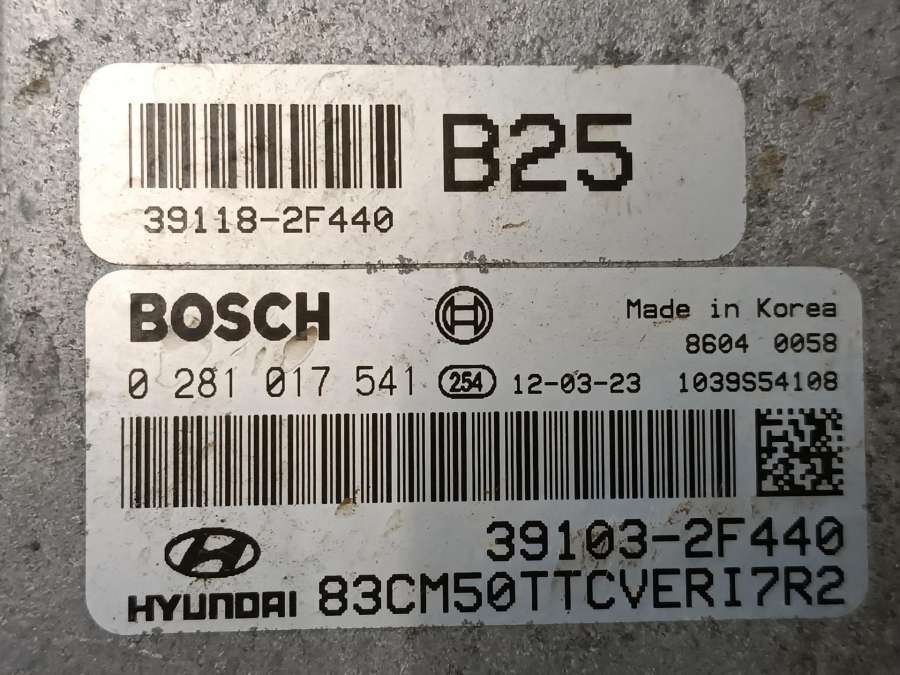 B25
39118-2F440
BOSCH
Made in Korea
8604 0058
0 281 017 541 254 12-03-23 1039S54108
39103-2F440
HYUNDAI 83CM50TTCVERI7R2